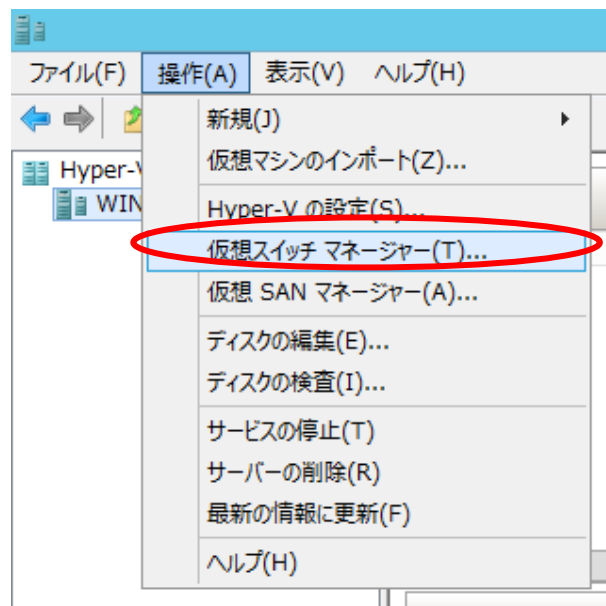 ファイル(F) 操作(A) 表示(V) ヘルプ(H)
新規(J)
仮想マシンのインポート(Z)...
Hyper-V
WIN
Hyper-V の設定(S)...
仮想スイッチ マネージャー(T)...
仮想 SAN マネージャー(A)...
ディスクの編集(E)...
ディスクの検査(I)...
サービスの停止(T)
サーバーの削除(R)
最新の情報に更新(F)
ヘルプ(H)